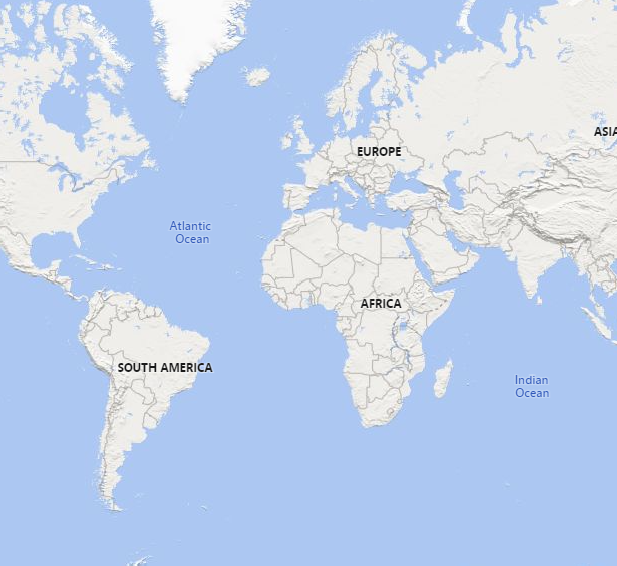 ASIA
EUROPE
Atlantic
Ocean
AFRICA
SOUTH AMERICA
Indian
Ocean